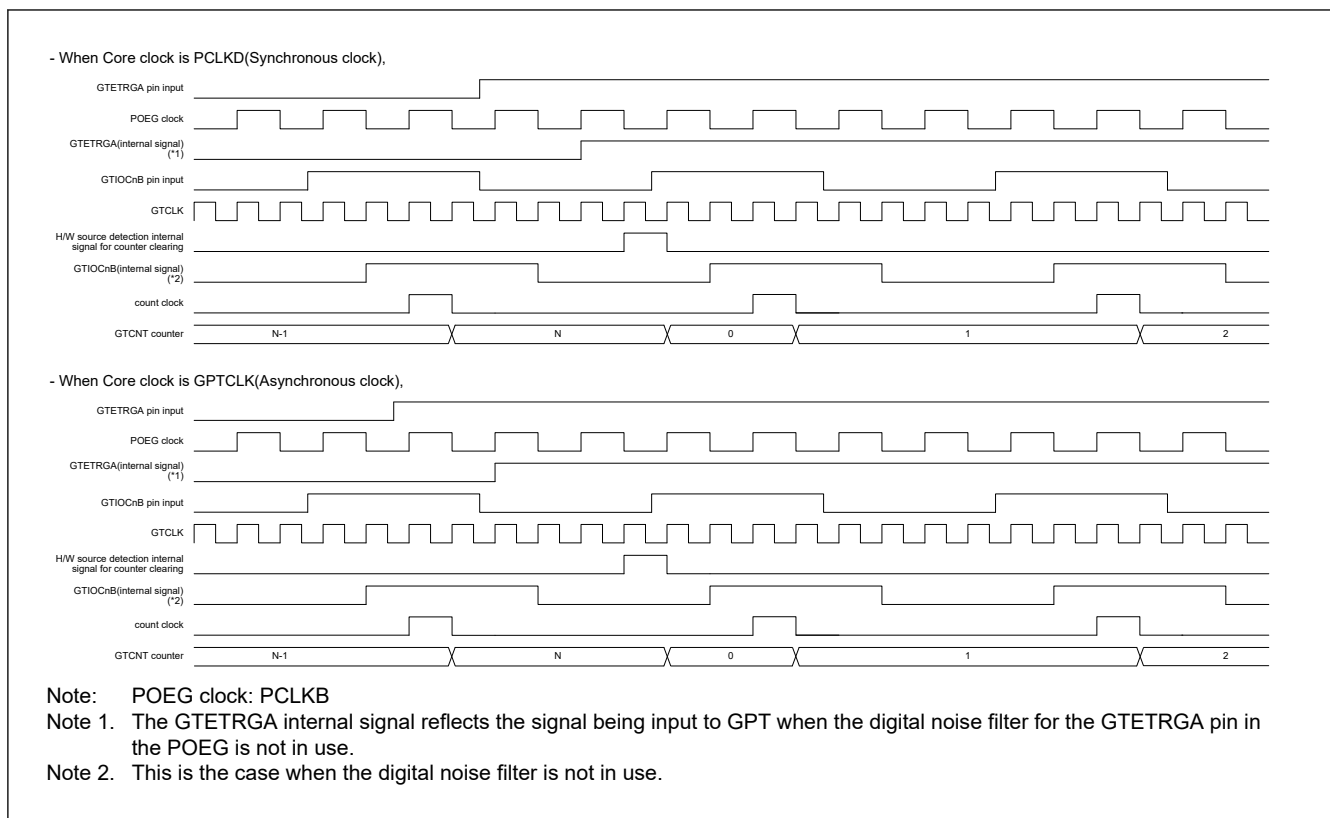 - When Core clock is PCLKD(Synchronous clock),
GTETRGA pin input
POEG clock
GTETRGA(internal signal)
(*1)
GTIOCnB pin input
GTCLK
H/W source detection internal
signal for counter clearing
GTIOCnB(internal signal)
(*2)
count clock
GTCNT counter N-1 N 0 1 2
- When Core clock is GPTCLK(Asynchronous clock),
GTETRGA pin input
POEG clock
GTETRGA(internal signal)
(*1)
GTIOCnB pin input
GTCLK
H/W source detection internal
signal for counter clearing
GTIOCnB(internal signal)
(*2)
count clock
GTCNT counter N-1 N 0 1 2
Note: POEG clock: PCLKB
Note 1. The GTETRGA internal signal reflects the signal being input to GPT when the digital noise filter for the GTETRGA pin in
the POEG is not in use.
Note 2. This is the case when the digital noise filter is not in use.